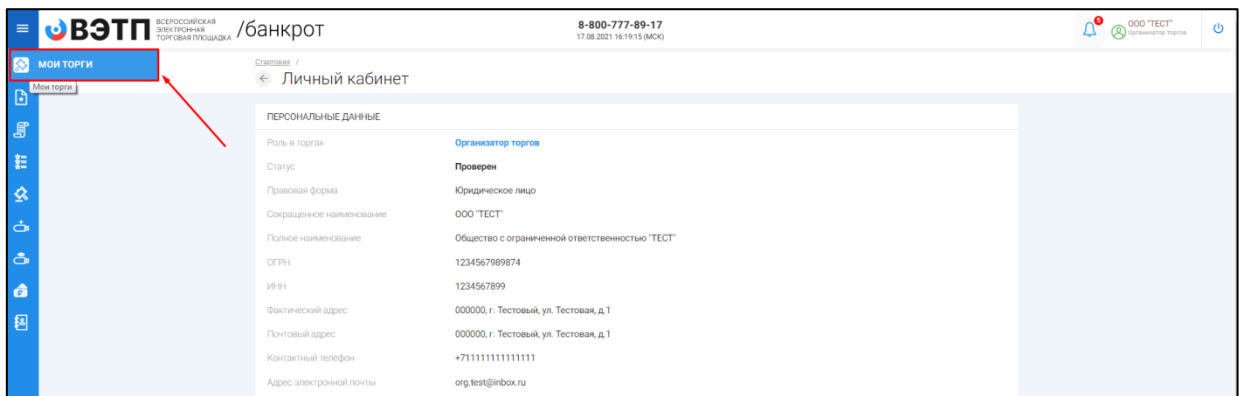 ВЭТП
ВСЕРОССИЙСКАЯ
ЭЛЕКТРОННАЯ
ТОРГОВАЯ ПЛОЩАДКА
/банкрот
8-800-777-89-17
17.08.2021 16:19:15 (МСК)
5
ООО "ТЕСТ"
Организатор торгов
МОИ ТОРГИ
Мои торги
Стартовая /
Личный кабинет
ПЕРСОНАЛЬНЫЕ ДАННЫЕ
Роль в торгах Организатор торгов
Статус Проверен
Правовая форма Юридическое лицо
Сокращенное наименование ООО "ТЕСТ"
Полное наименование Общество с ограниченной ответственностью "ТЕСТ"
ОГРН 1234567989874
ИНН 1234567899
Фактический адрес 000000, г. Тестовый, ул. Тестовая, д.1
Почтовый адрес 000000, г. Тестовый, ул. Тестовая, д.1
Контактный телефон +711111111111111
Адрес электронной почты org.test@inbox.ru